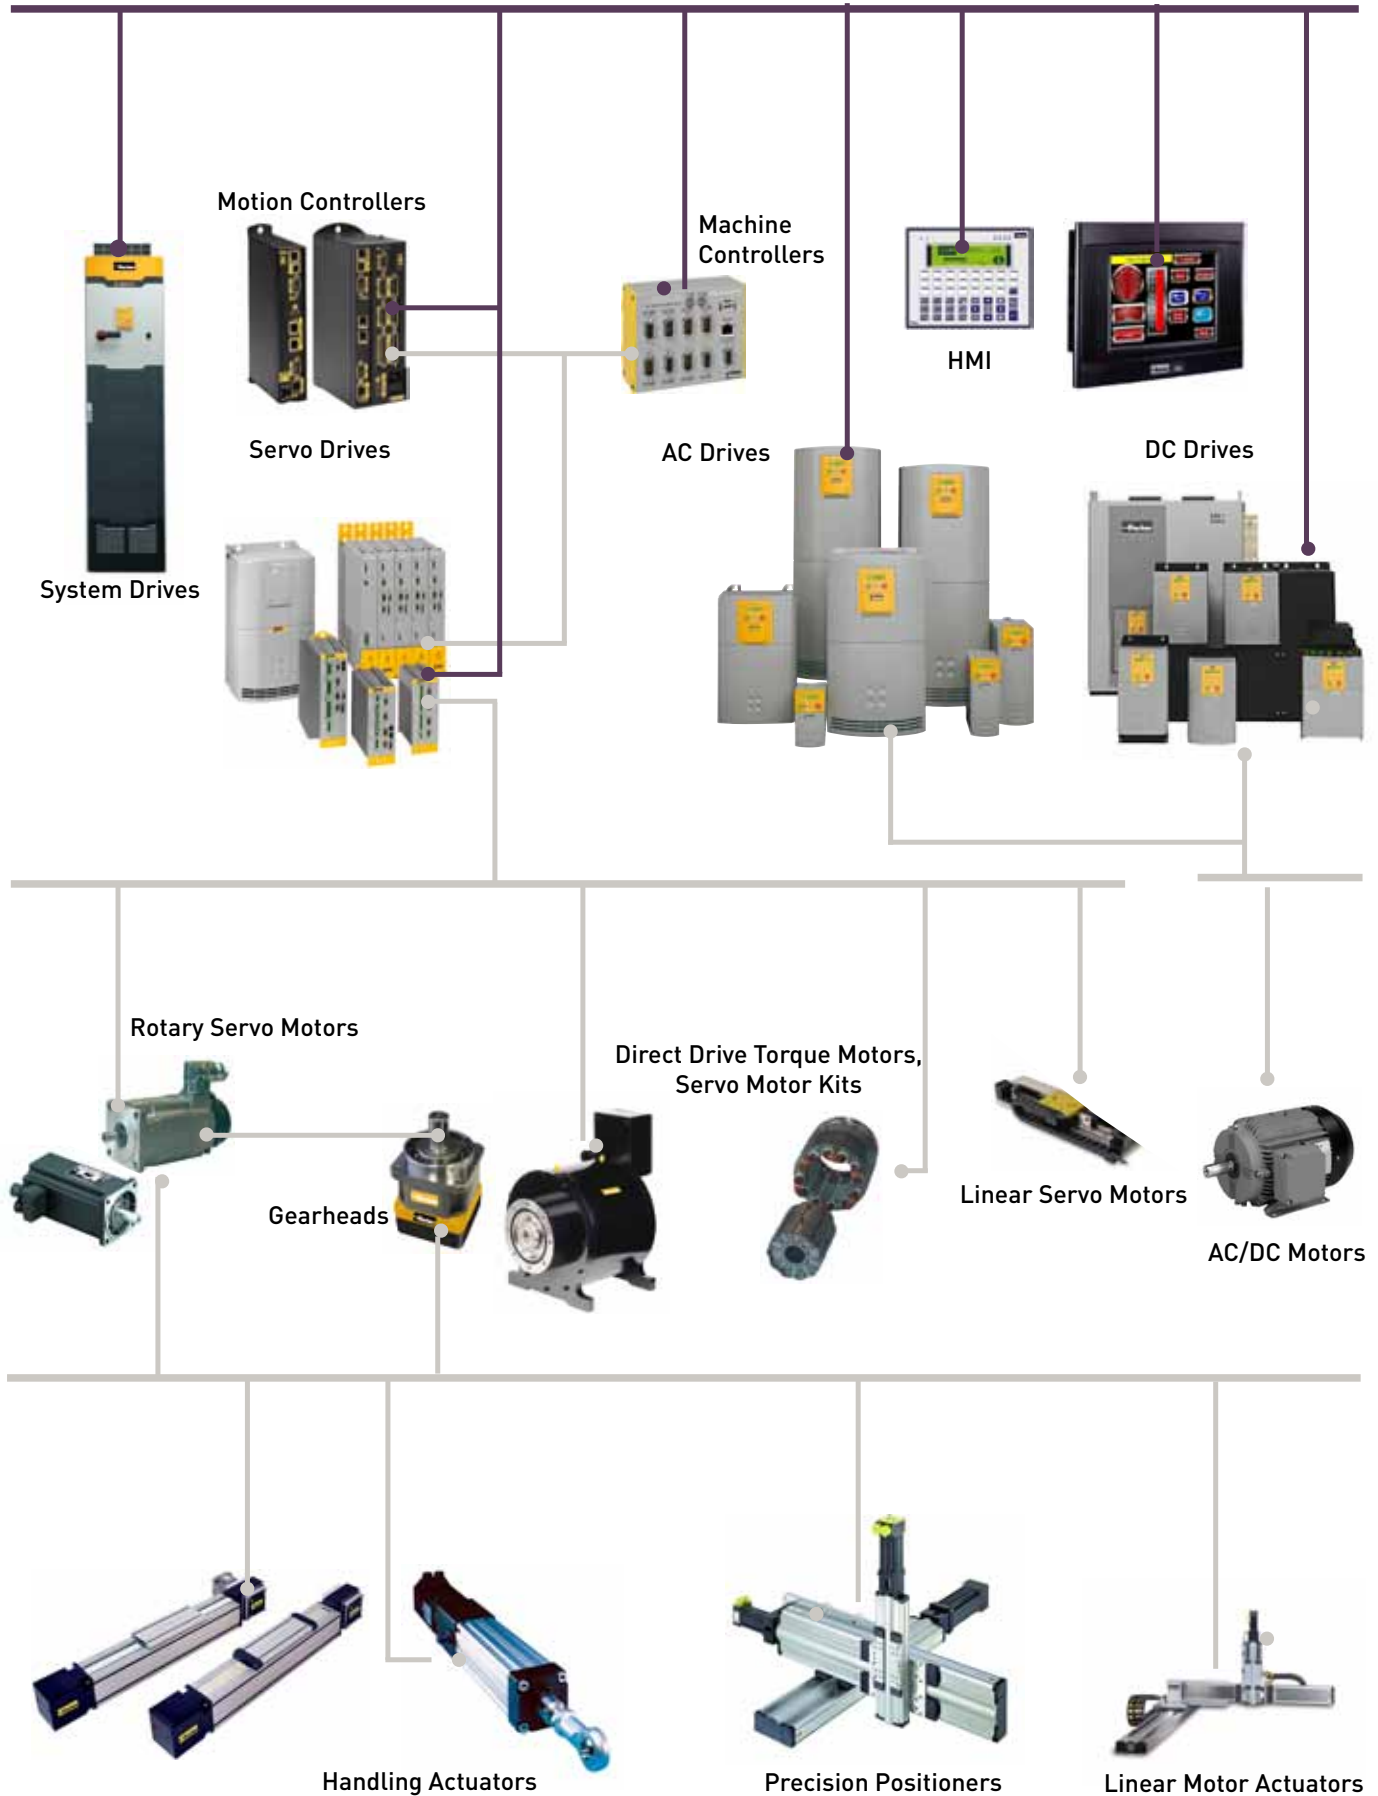 Motion Controllers
Machine
Controllers
HMI
Servo Drives
AC Drives
DC Drives
System Drives
Rotary Servo Motors
Direct Drive Torque Motors,
Servo Motor Kits
Linear Servo Motors
Gearheads
AC/DC Motors
Handling Actuators
Precision Positioners
Linear Motor Actuators